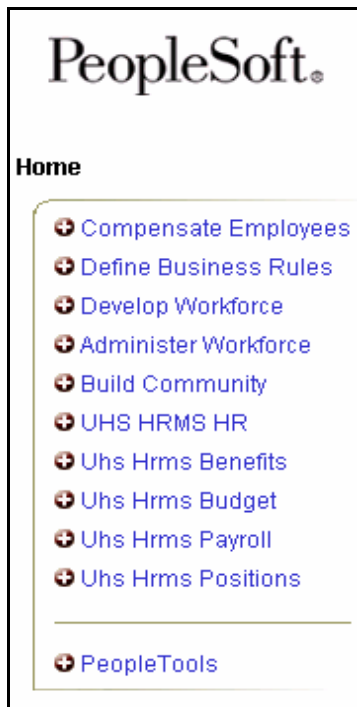 PeopleSoft®
Home
Compensate Employees
Define Business Rules
Develop Workforce
Administer Workforce
Build Community
UHS HRMS HR
Uhs Hrms Benefits
Uhs Hrms Budget
Uhs Hrms Payroll
Uhs Hrms Positions
PeopleTools